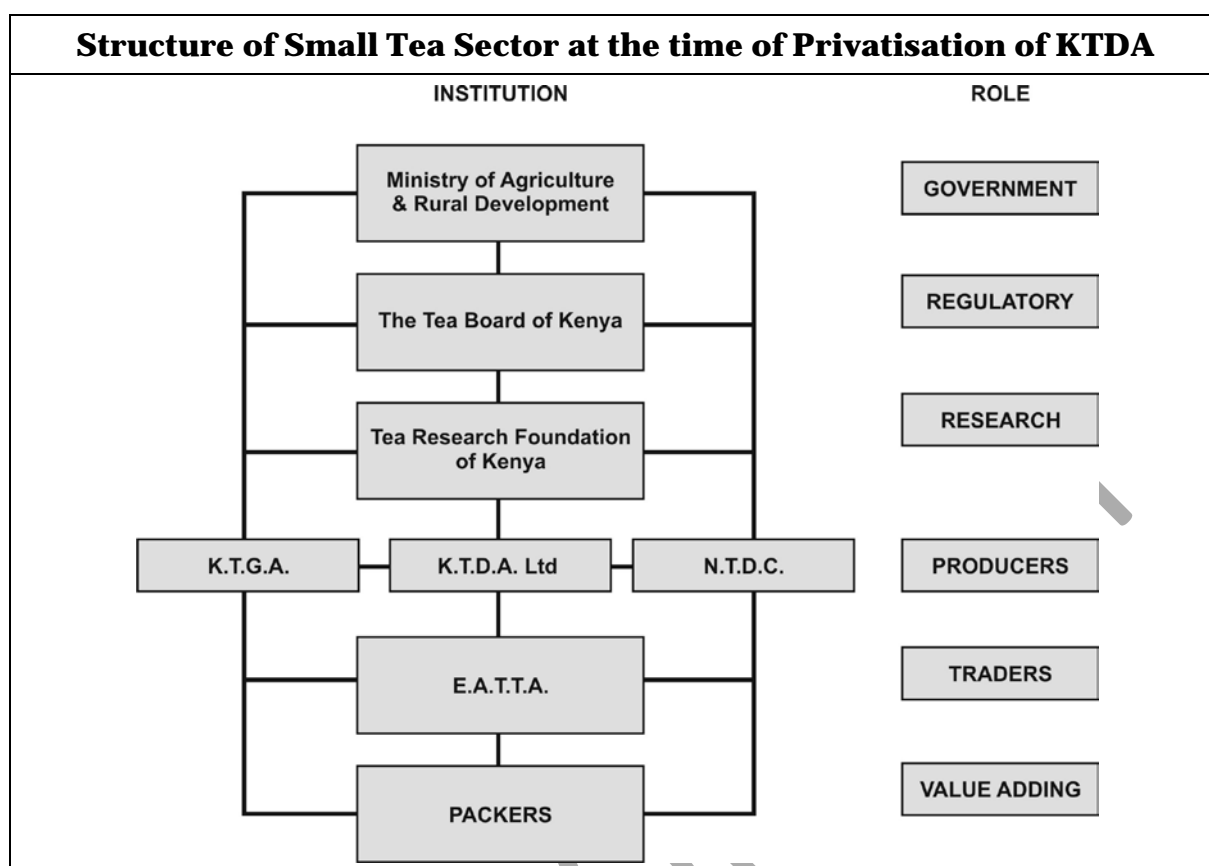 Structure of Small Tea Sector at the time of Privatisation of KTDA
INSTITUTION
ROLE
Ministry of Agriculture
& Rural Development
GOVERNMENT
The Tea Board of Kenya
REGULATORY
Tea Research Foundation
of Kenya
RESEARCH
K.T.G.A.
K.T.D.A. Ltd
N.T.D.C.
PRODUCERS
E.A.T.T.A.
TRADERS
PACKERS
VALUE ADDING